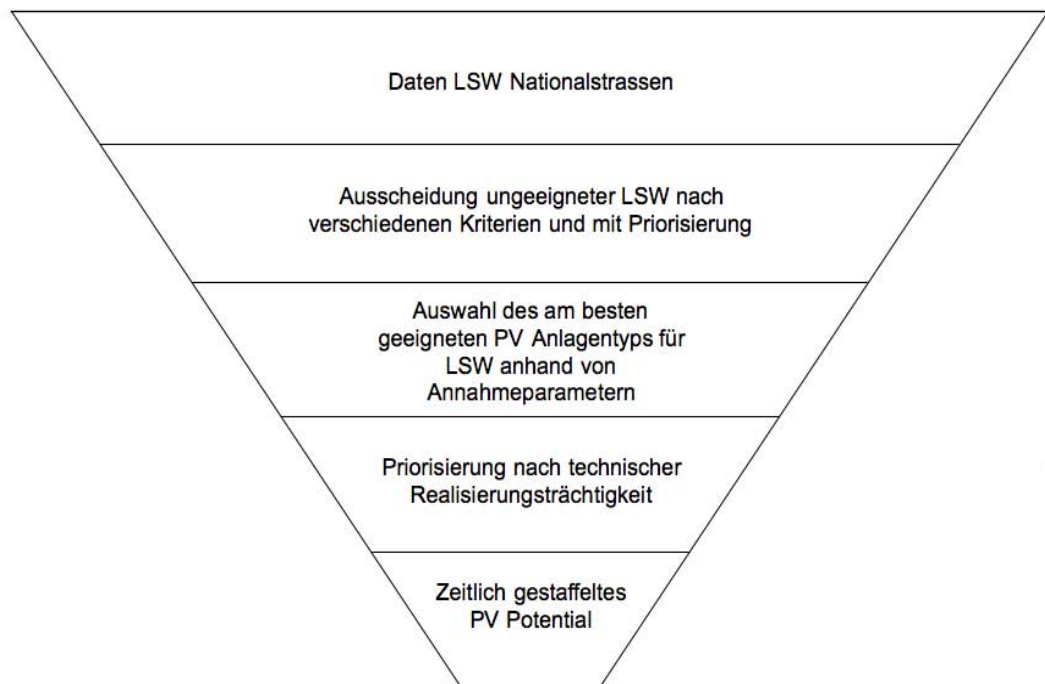 Daten LSW Nationalstrassen
Ausscheidung ungeeigneter LSW nach
verschiedenen Kriterien und mit Priorisierung
Auswahl des am besten
geeigneten PV Anlagentyps für
LSW anhand von
Annahmeparametern
Priorisierung nach technischer
Realisierungsträchtigkeit
Zeitlich gestaffeltes
PV Potential